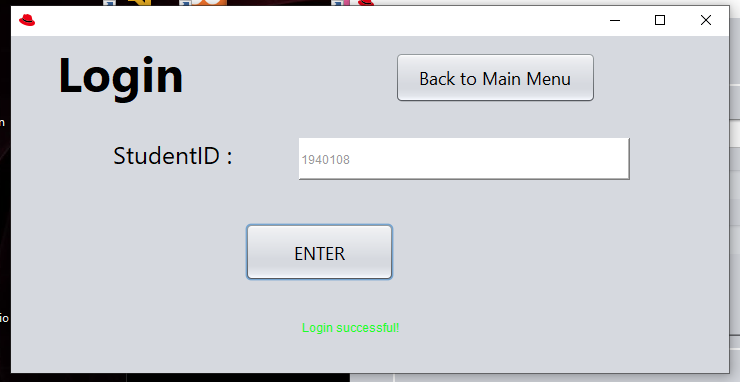 Login
Back to Main Menu
StudentID :
1940108
ENTER
Login successful!